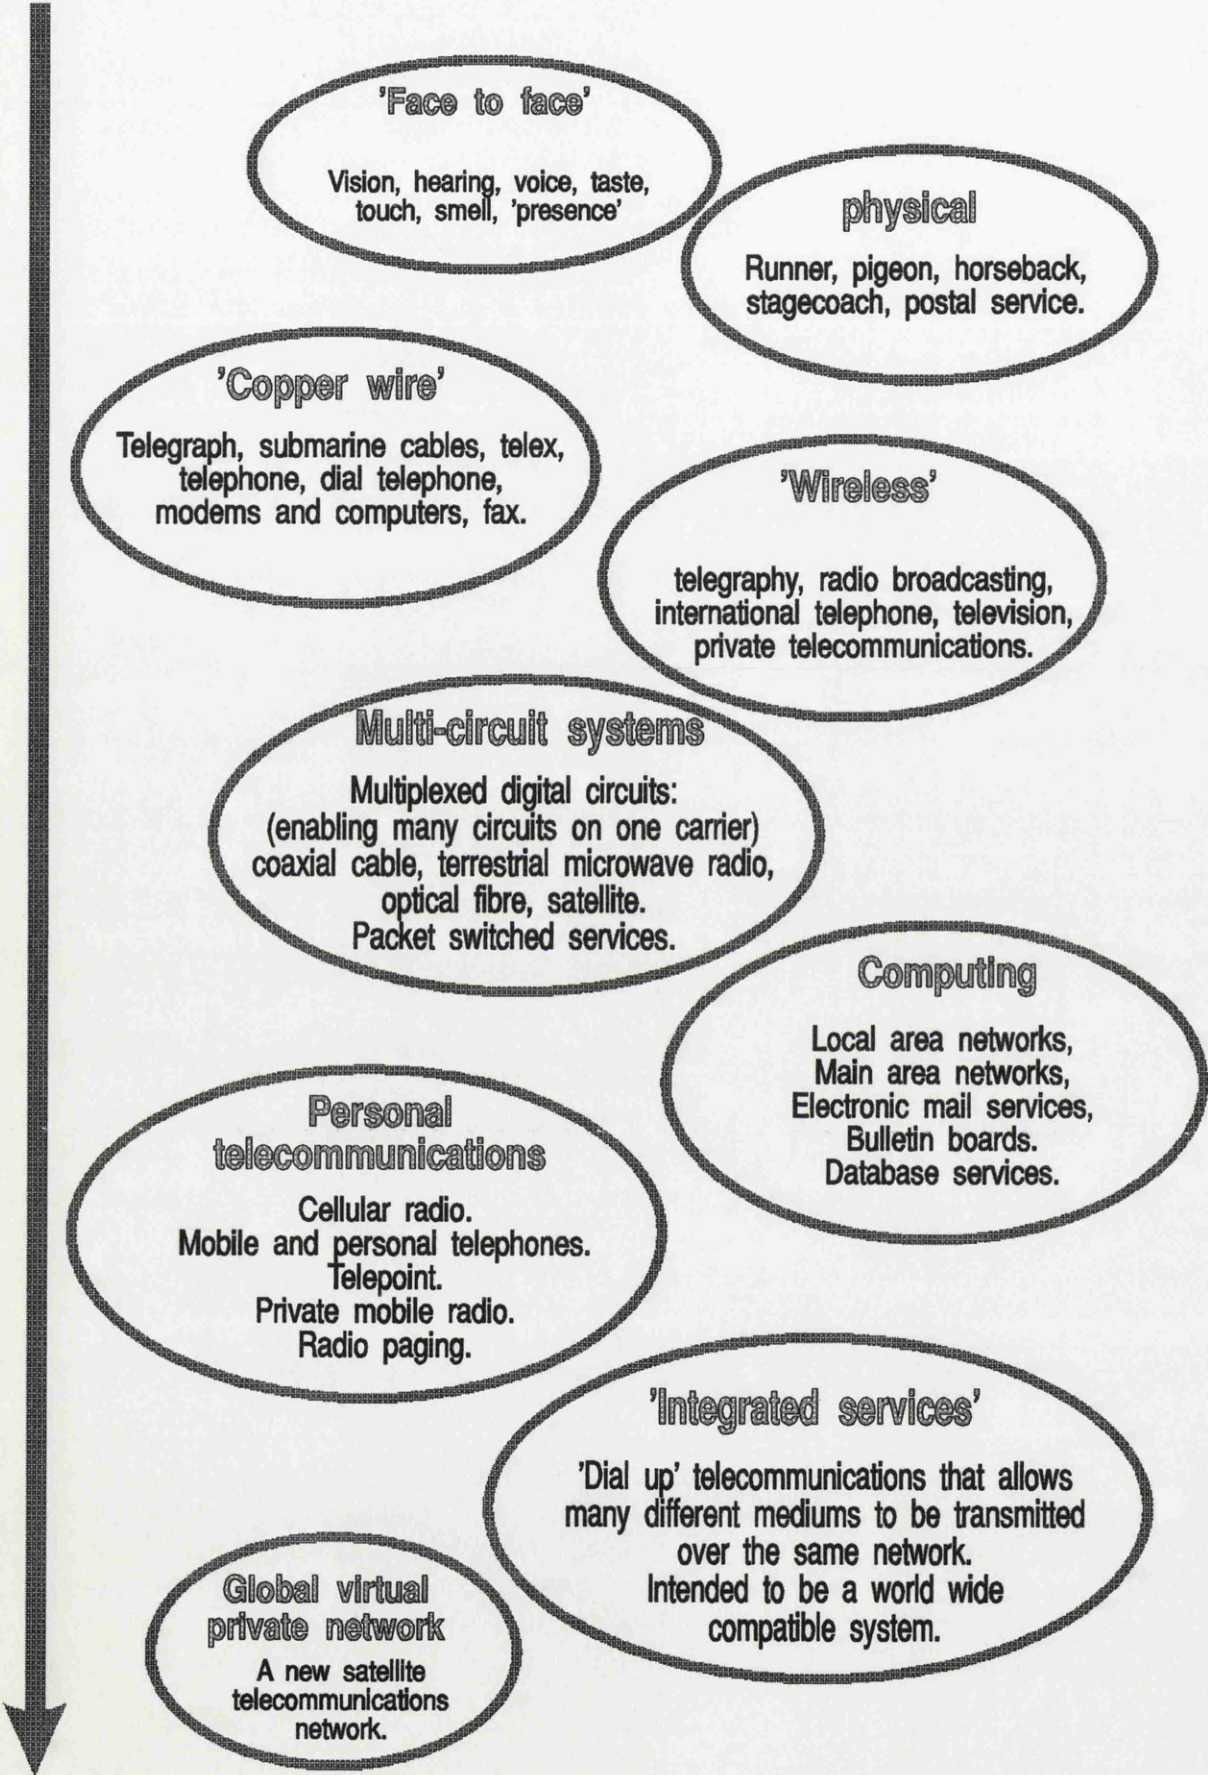 'Face to face'
Vision, hearing, voice, taste,
touch, smell, 'presence'
physical
Runner, pigeon, horseback,
stagecoach, postal service.
'Copper wire'
Telegraph, submarine cables, telex,
telephone, dial telephone,
modems and computers, fax.
'Wireless'
telegraphy, radio broadcasting,
international telephone, television,
private telecommunications.
Multi-circuit systems
Multiplexed digital circuits:
(enabling many circuits on one carrier)
coaxial cable, terrestrial microwave radio,
optical fibre, satellite.
Packet switched services.
Computing
Local area networks,
Main area networks,
Electronic mail services,
Bulletin boards.
Database services.
Personal
telecommunications
Cellular radio.
Mobile and personal telephones.
Telepoint.
Private mobile radio.
Radio paging.
'Integrated services'
'Dial up' telecommunications that allows
many different mediums to be transmitted
over the same network.
Intended to be a world wide
compatible system.
Global virtual
private network
A new satellite
telecommunications
network.